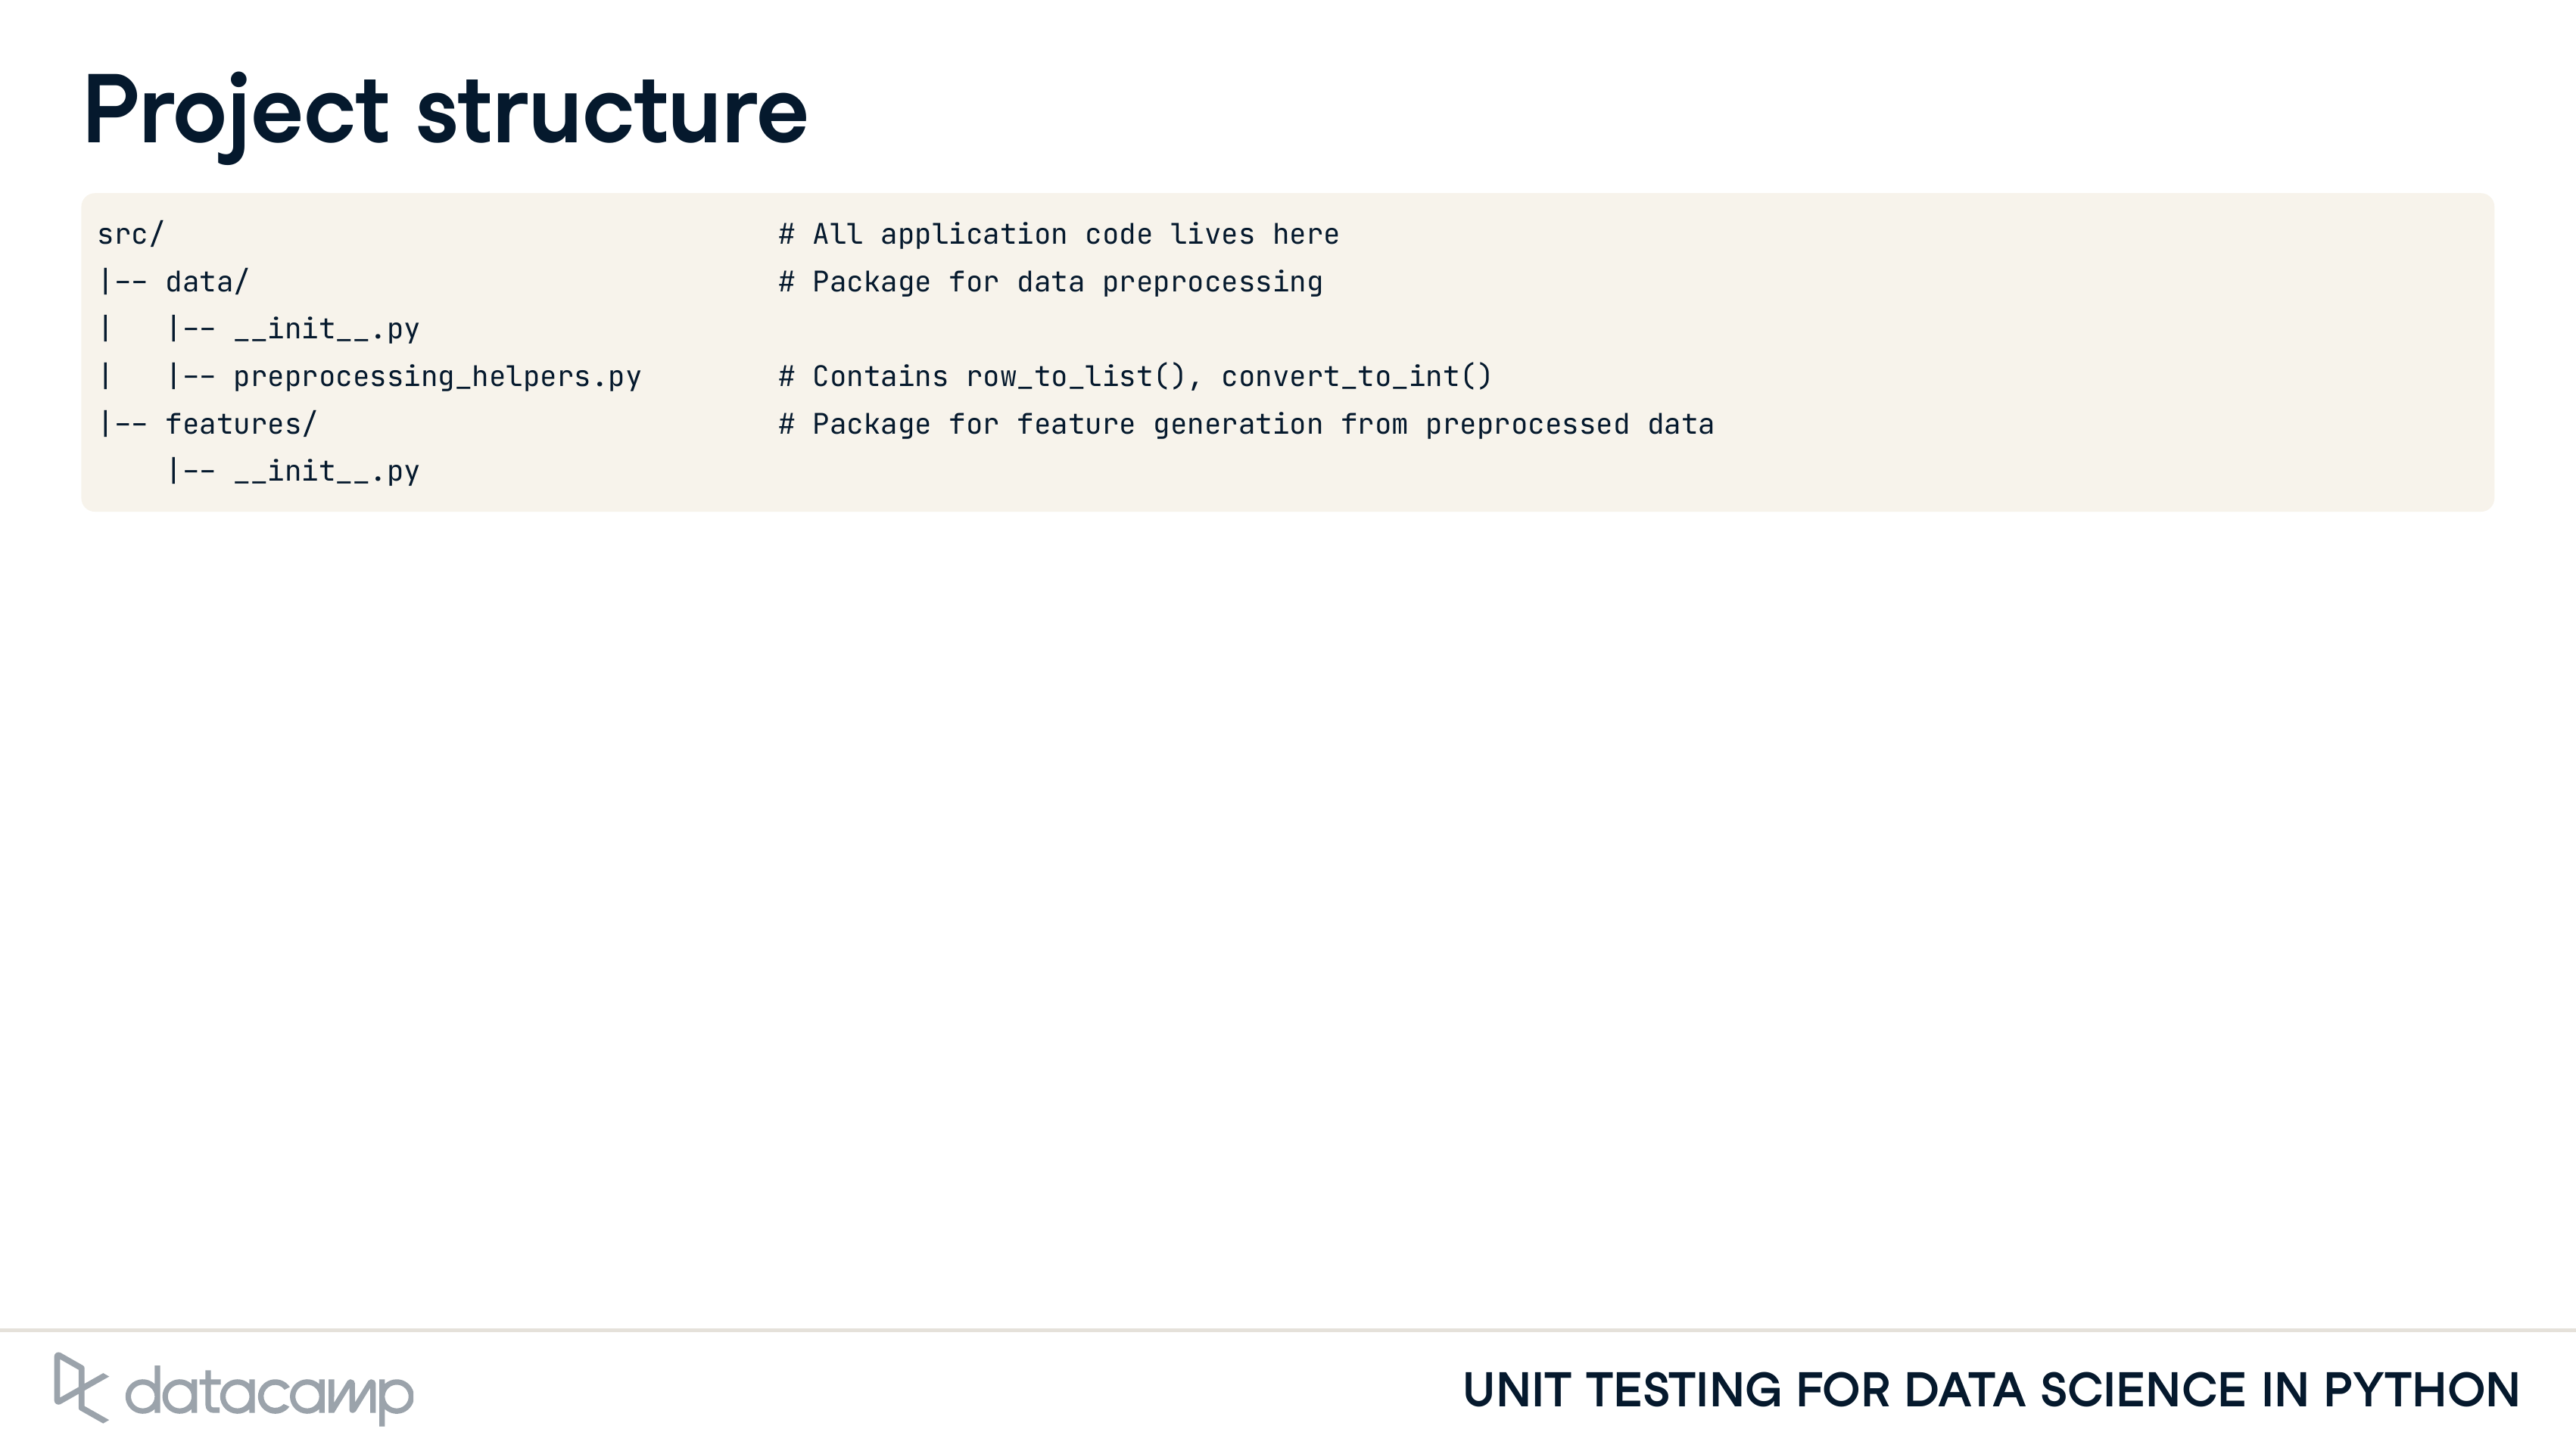 Project structure
src/                                    # All application code lives here
|-- data/                               # Package for data preprocessing
|   |-- __init__.py
|   |-- preprocessing_helpers.py        # Contains row_to_list(), convert_to_int()
|-- features/                           # Package for feature generation from preprocessed data
    |-- __init__.py
datacamp
UNIT TESTING FOR DATA SCIENCE IN PYTHON